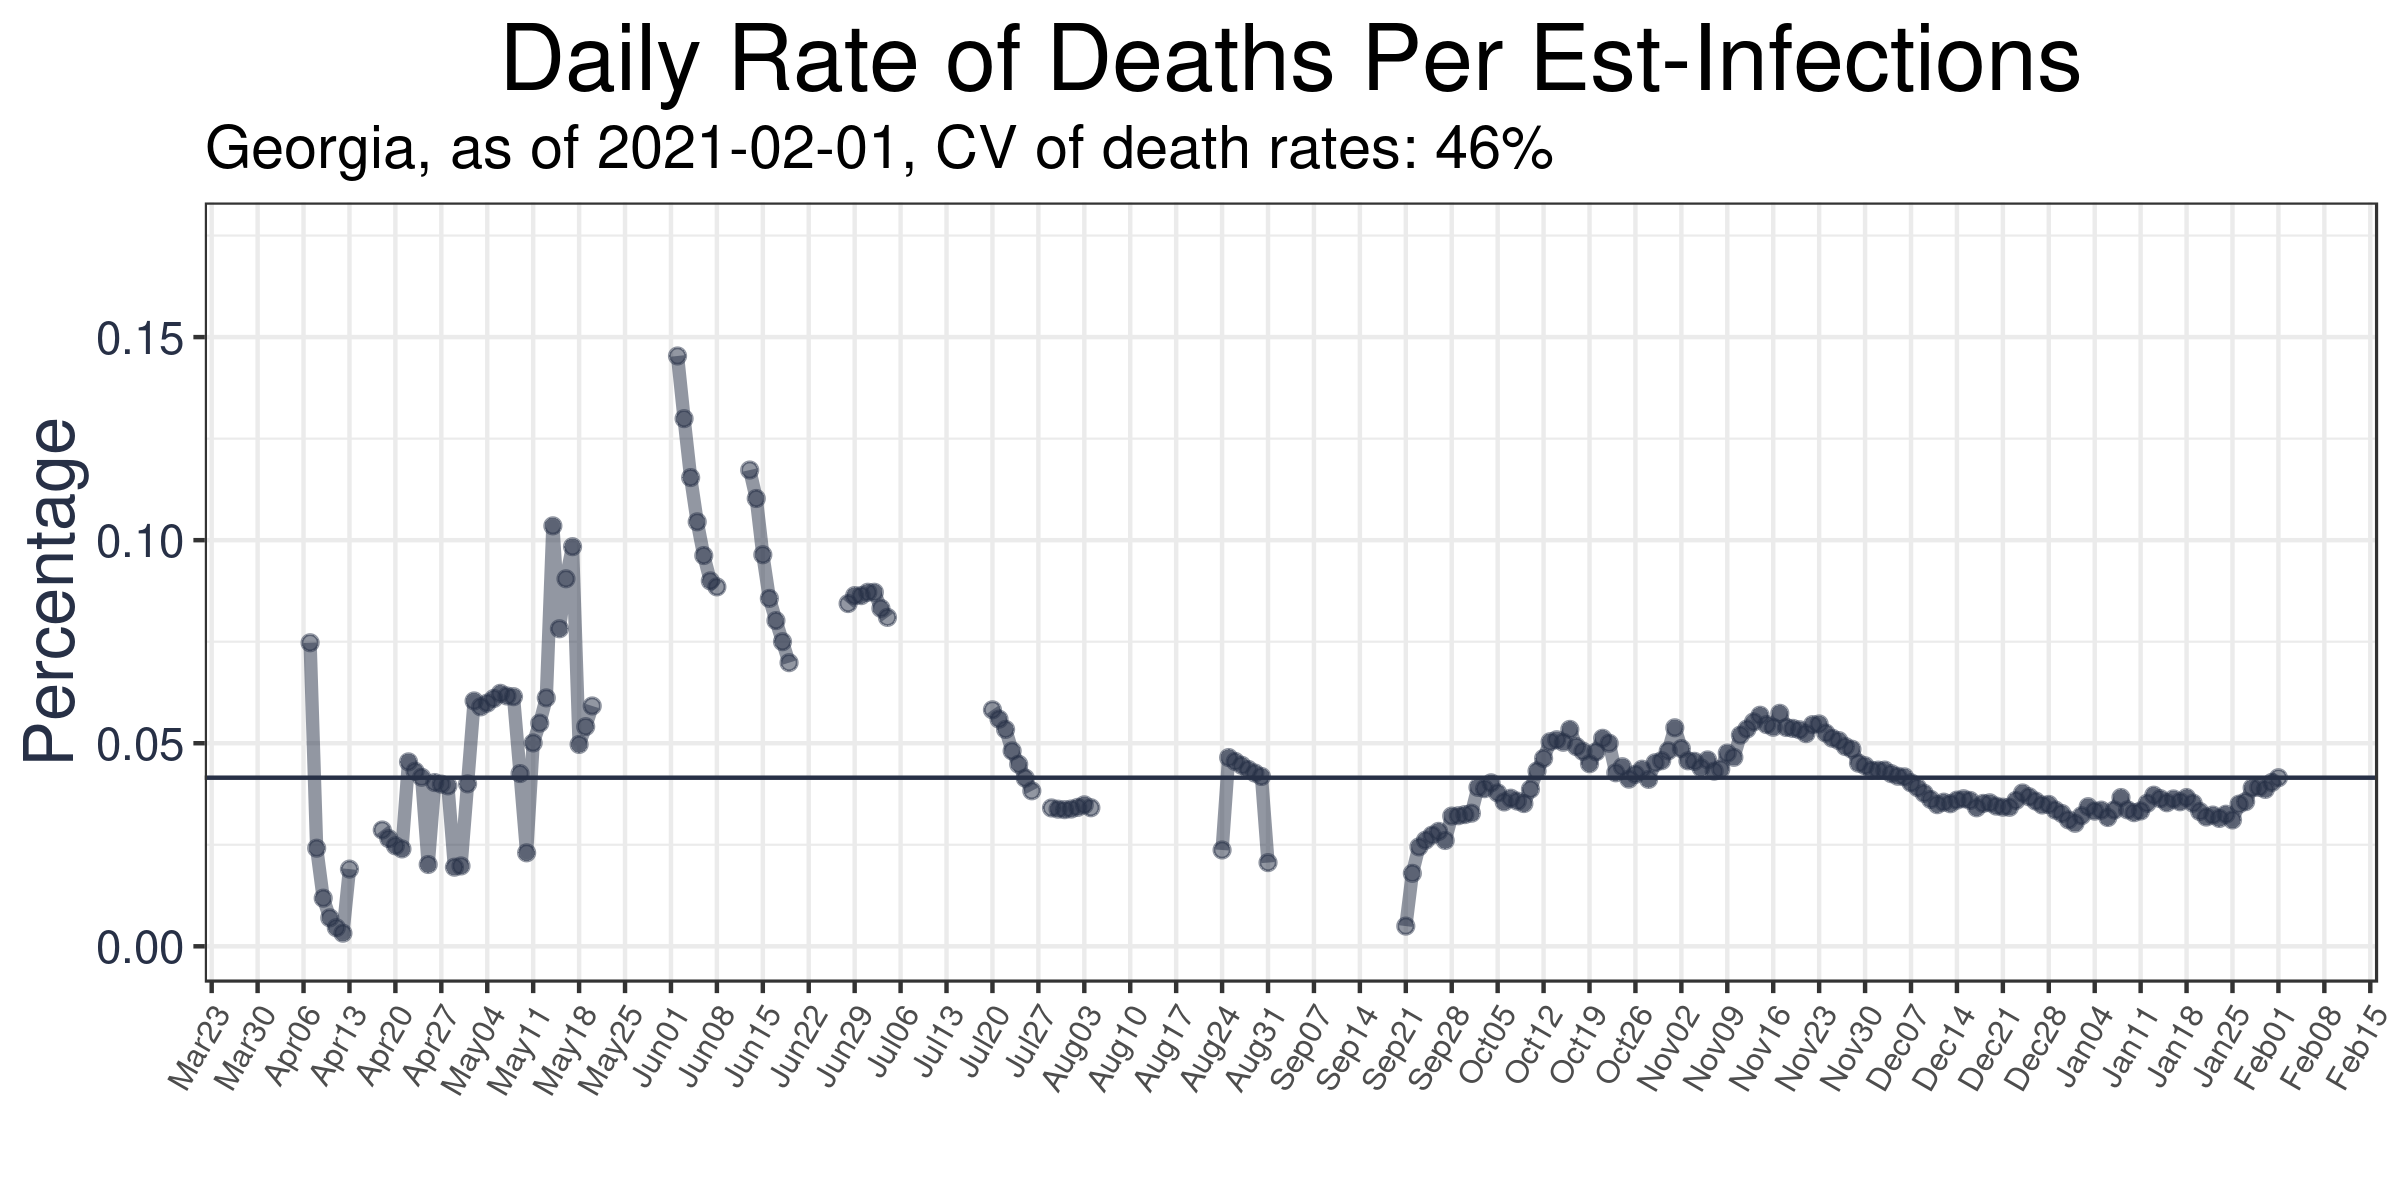 Daily Rate of Deaths Per Est-Infections
Georgia, as of 2021-02-01, CV of death rates: 46%
Percentage
0.15
0.10
0.05
0.00
Mar23 Mar30 Apr06 Apr13 Apr20 Apr27 May04 May11 May18 May25 Jun01 Jun08 Jun15 Jun22 Jun29 Jul06 Jul13 Jul20 Jul27 Aug03 Aug10 Aug17 Aug24 Aug31 Sep07 Sep14 Sep21 Sep28 Oct05 Oct12 Oct19 Oct26 Nov02 Nov09 Nov16 Nov23 Nov30 Dec07 Dec14 Dec21 Dec28 Jan04 Jan11 Jan18 Jan25 Feb01 Feb08 Feb15